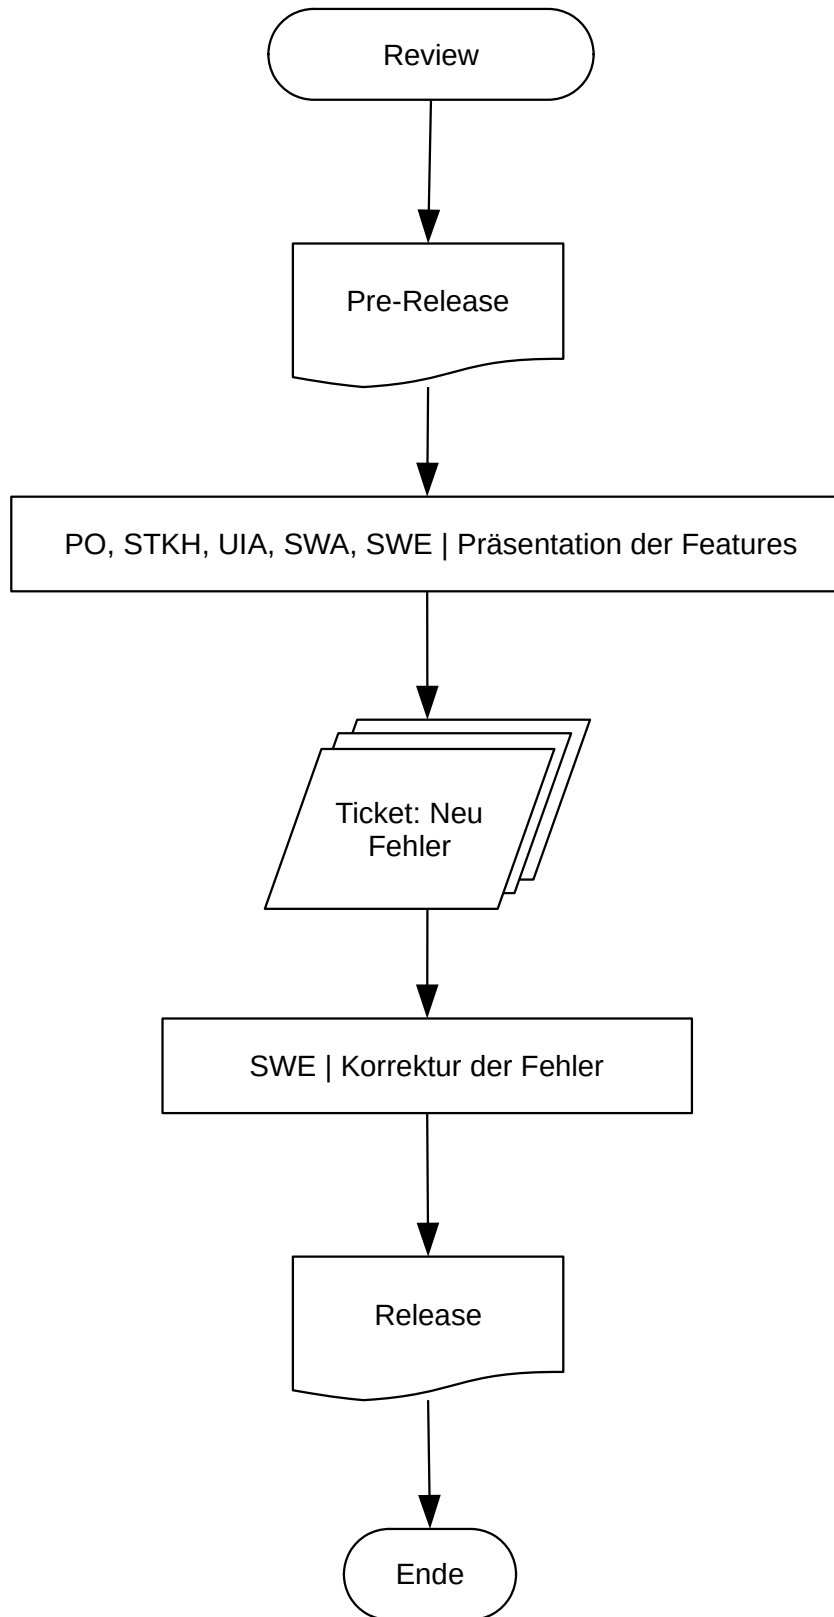 Review
Pre-Release
PO, STKH, UIA, SWA, SWE | Präsentation der Features
Ticket: Neu
Fehler
SWE | Korrektur der Fehler
Release
Ende